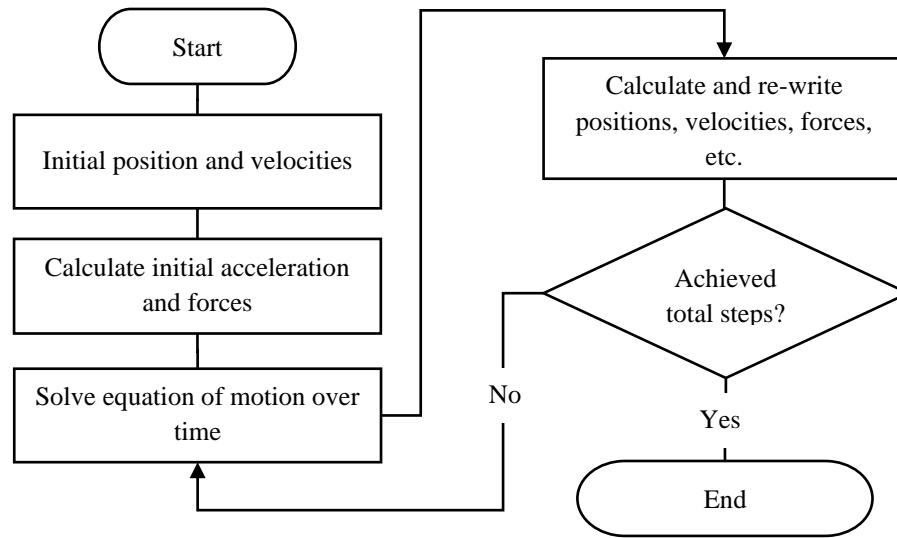 Start
Initial position and velocities
Calculate initial acceleration
and forces
Solve equation of motion over
time
Calculate and re-write
positions, velocities, forces,
etc.
Achieved
total steps?
No
Yes
End